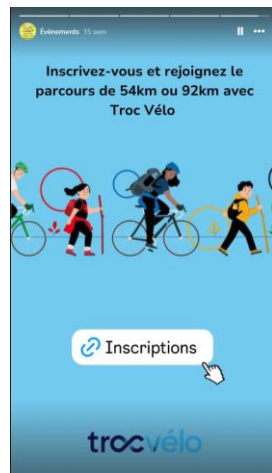 Événements 15 sem
Inscrivez-vous et rejoignez le
parcours de 54km ou 92km avec
Troc Vélo
Inscriptions
trocvélo